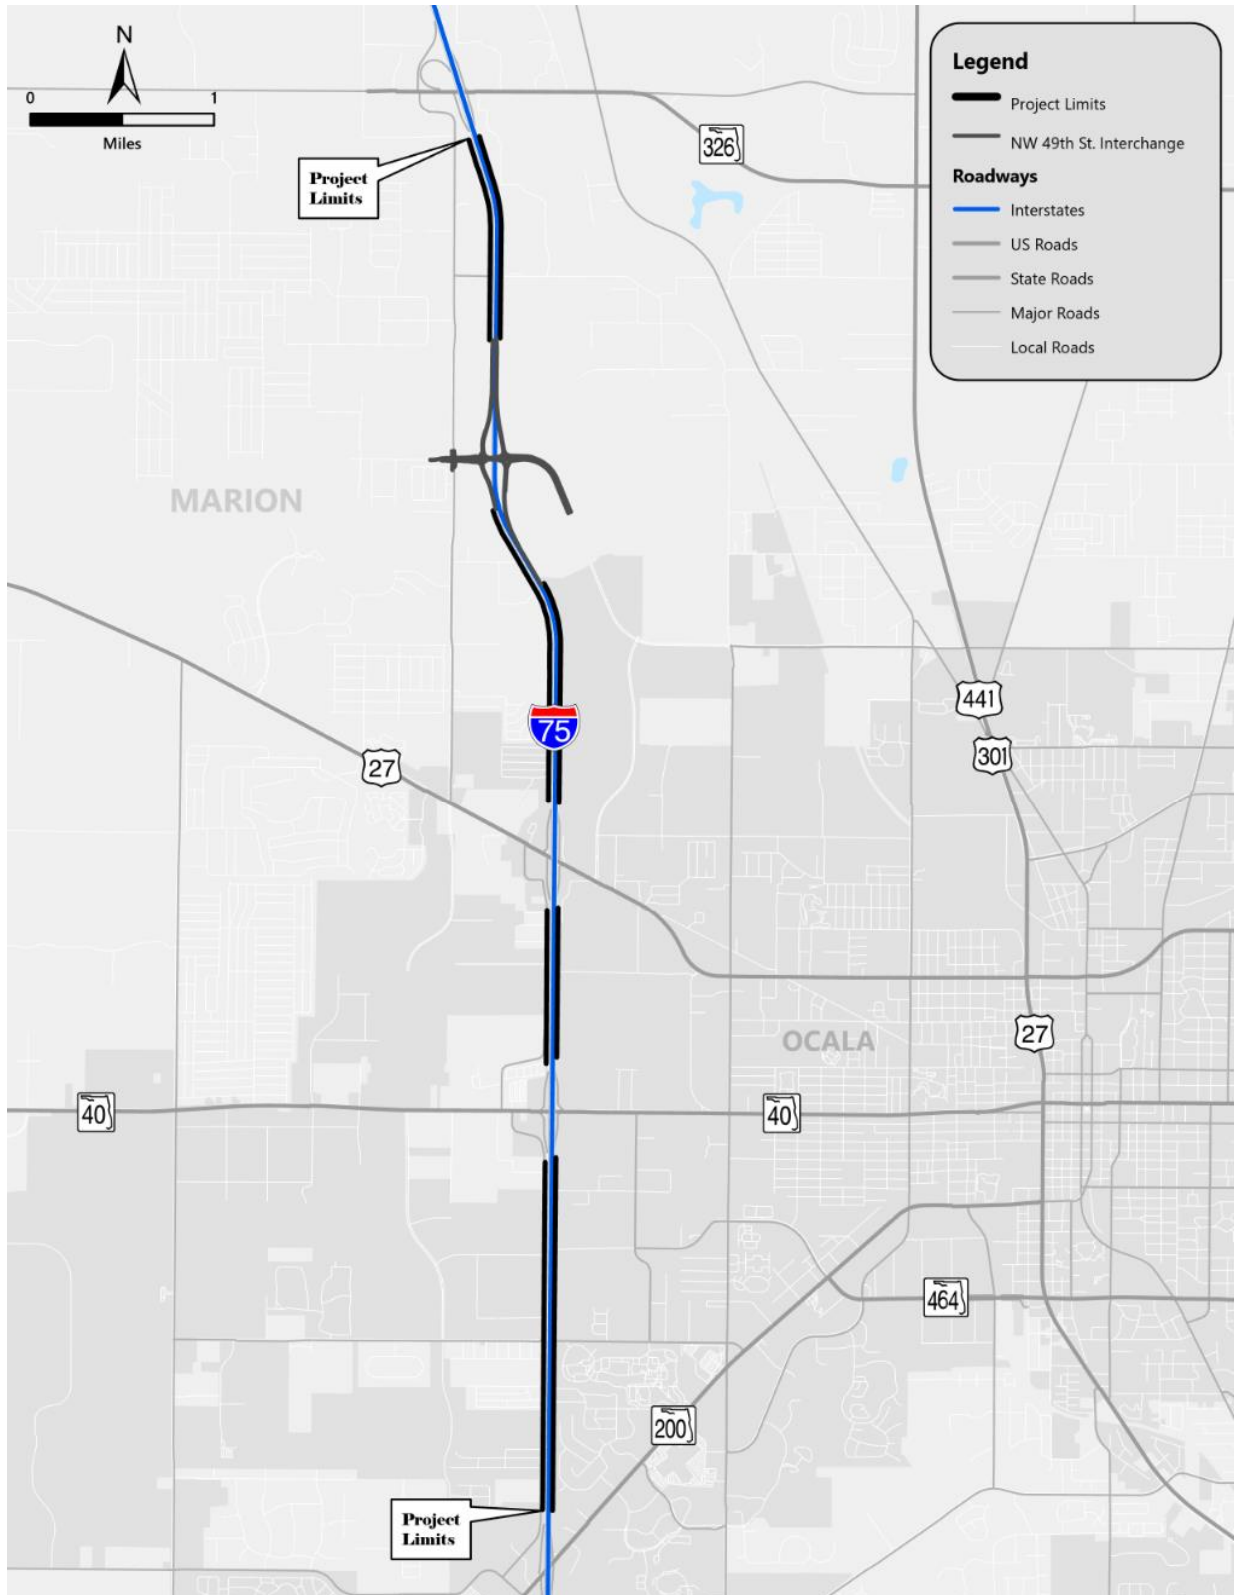 N
0 1
Miles
Legend
Project Limits
NW 49th St. Interchange
Roadways
Interstates
US Roads
State Roads
Major Roads
Local Roads
326
Project
Limits
MARION
441
301
75
27
27
OCALA
40
40
464
200
Project
Limits